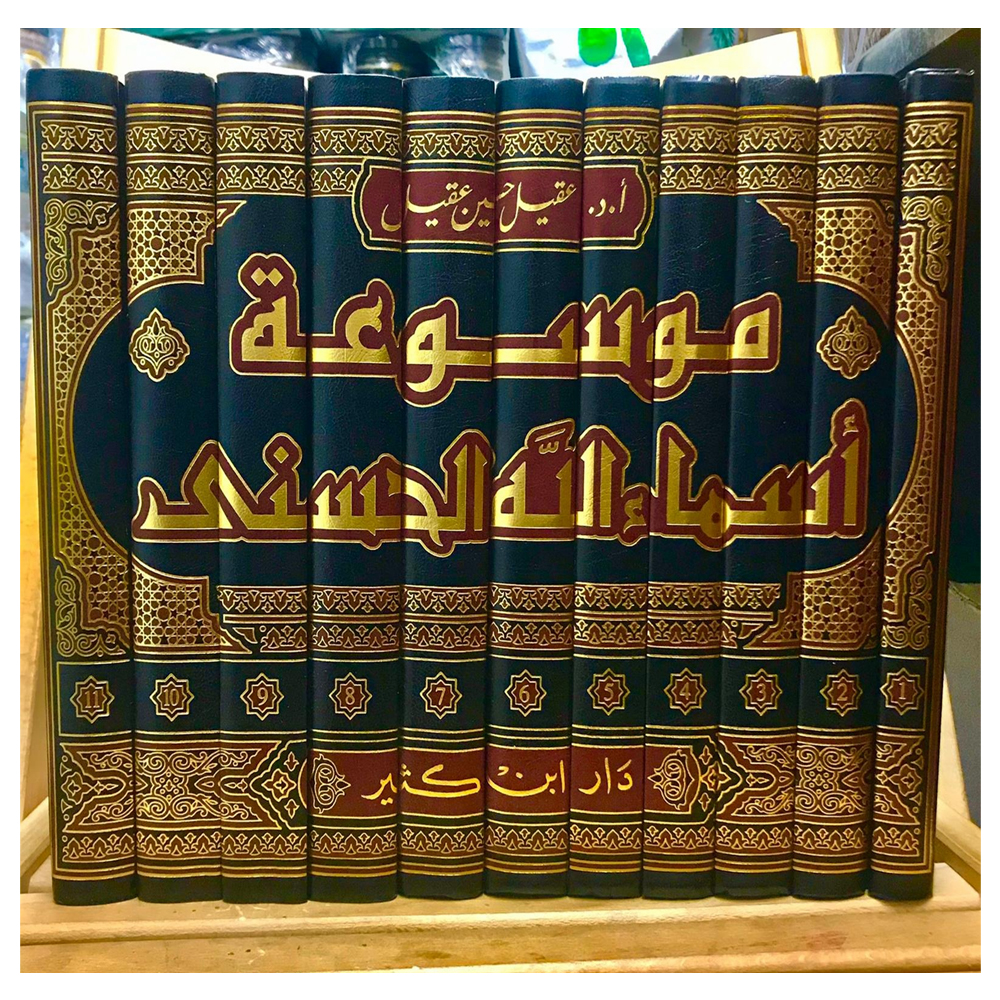 أ.د. عقيل حسين عقيل
موسوعة
أسماء الله الحسنى
1 2 3 4 5 6 7 8 9 10 11
دار ابن كثير